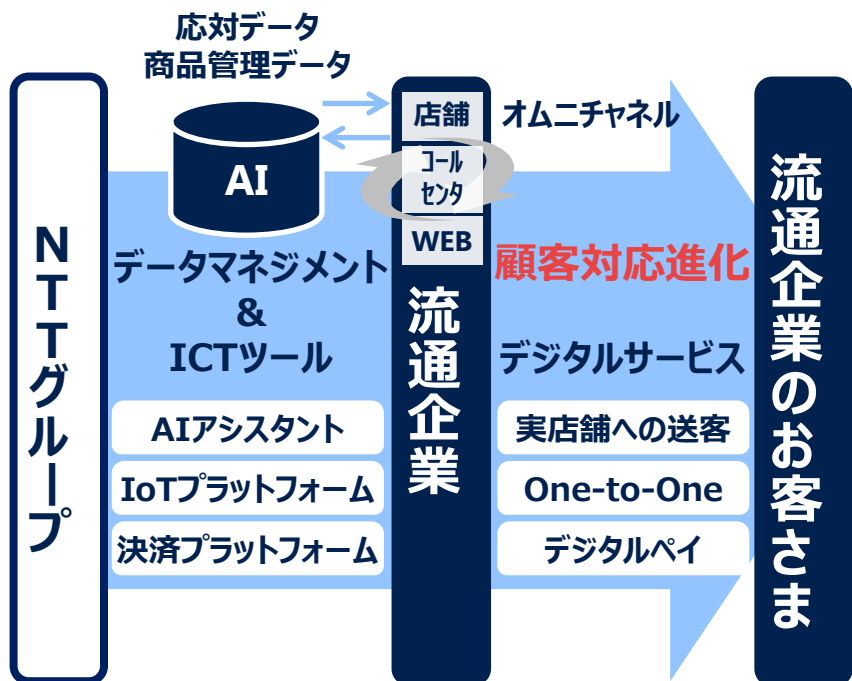 応対データ
商品管理データ
AI
店舗
コール
センタ
WEB
オムニチャネル
NTTグループ
データマネジメント
&
ICTツール
AIアシスタント
IoTプラットフォーム
決済プラットフォーム
流通企業
顧客対応進化
デジタルサービス
実店舗への送客
One-to-One
デジタルペイ
流通企業のお客さま